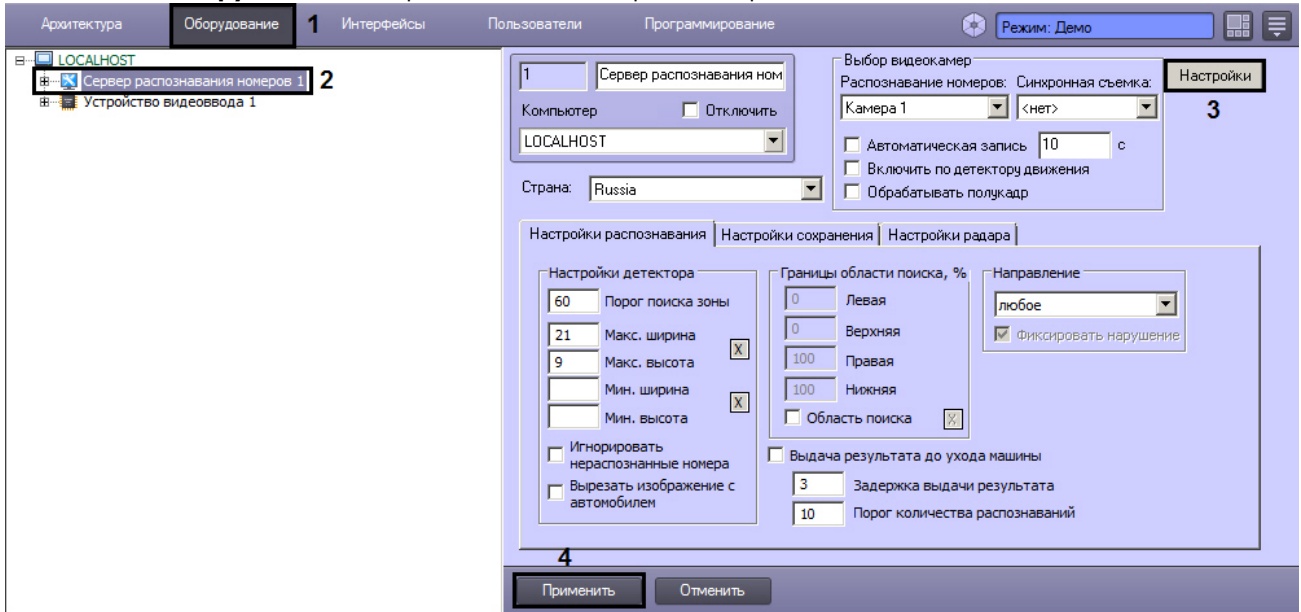 Архитектура Оборудование 1 Интерфейсы Пользователи Программирование Режим: Демо
LOCALHOST
Сервер распознавания номеров 1 2
Устройство видеоввода 1
1 Сервер распознавания ном
Компьютер Отключить
LOCALHOST
Страна: Russia
Выбор видеокамер
Распознавание номеров: Синхронная съемка:
Камера 1 <нет>
Автоматическая запись 10 с
Включить по детектору движения
Обрабатывать полукадр
Настройки
3
Настройки распознавания Настройки сохранения Настройки радара
Настройки детектора
60 Порог поиска зоны
21 Макс. ширина
X
9 Макс. высота
Мин. ширина
X
Мин. высота
Игнорировать
нераспознанные номера
Вырезать изображение с
автомобилем
Границы области поиска, %
0 Левая
0 Верхняя
100 Правая
100 Нижняя
Область поиска X
Направление
любое
Фиксировать нарушение
Выдача результата до ухода машины
3 Задержка выдачи результата
10 Порог количества распознаваний
4
Применить Отменить